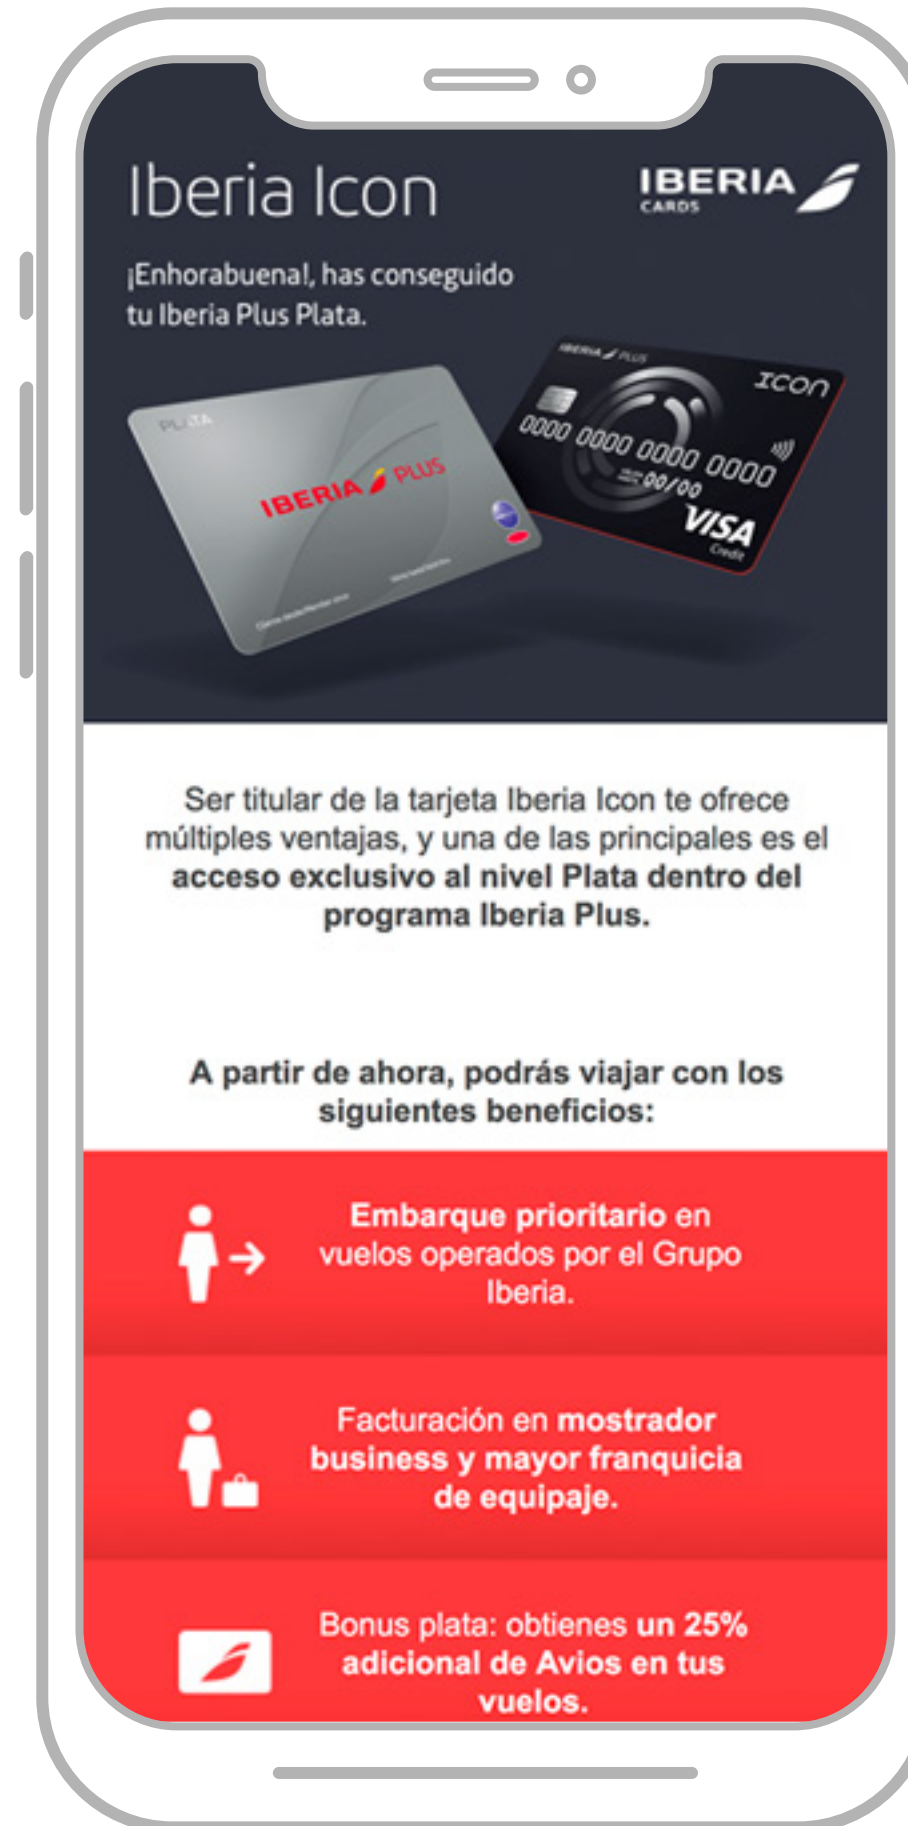 Iberia Icon
IBERIA
CARDS
¡Enhorabuena!, has conseguido
tu Iberia Plus Plata.
PLATA
IBERIA PLUS
IBERIA PLUS
ICON
0000 0000 0000 0000
00/00
VISA
Credit
Ser titular de la tarjeta Iberia Icon te ofrece
múltiples ventajas, y una de las principales es el
acceso exclusivo al nivel Plata dentro del
programa Iberia Plus.
A partir de ahora, podrás viajar con los
siguientes beneficios:
Embarque prioritario en
vuelos operados por el Grupo
Iberia.
Facturación en mostrador
business y mayor franquicia
de equipaje.
Bonus plata: obtienes un 25%
adicional de Avios en tus
vuelos.